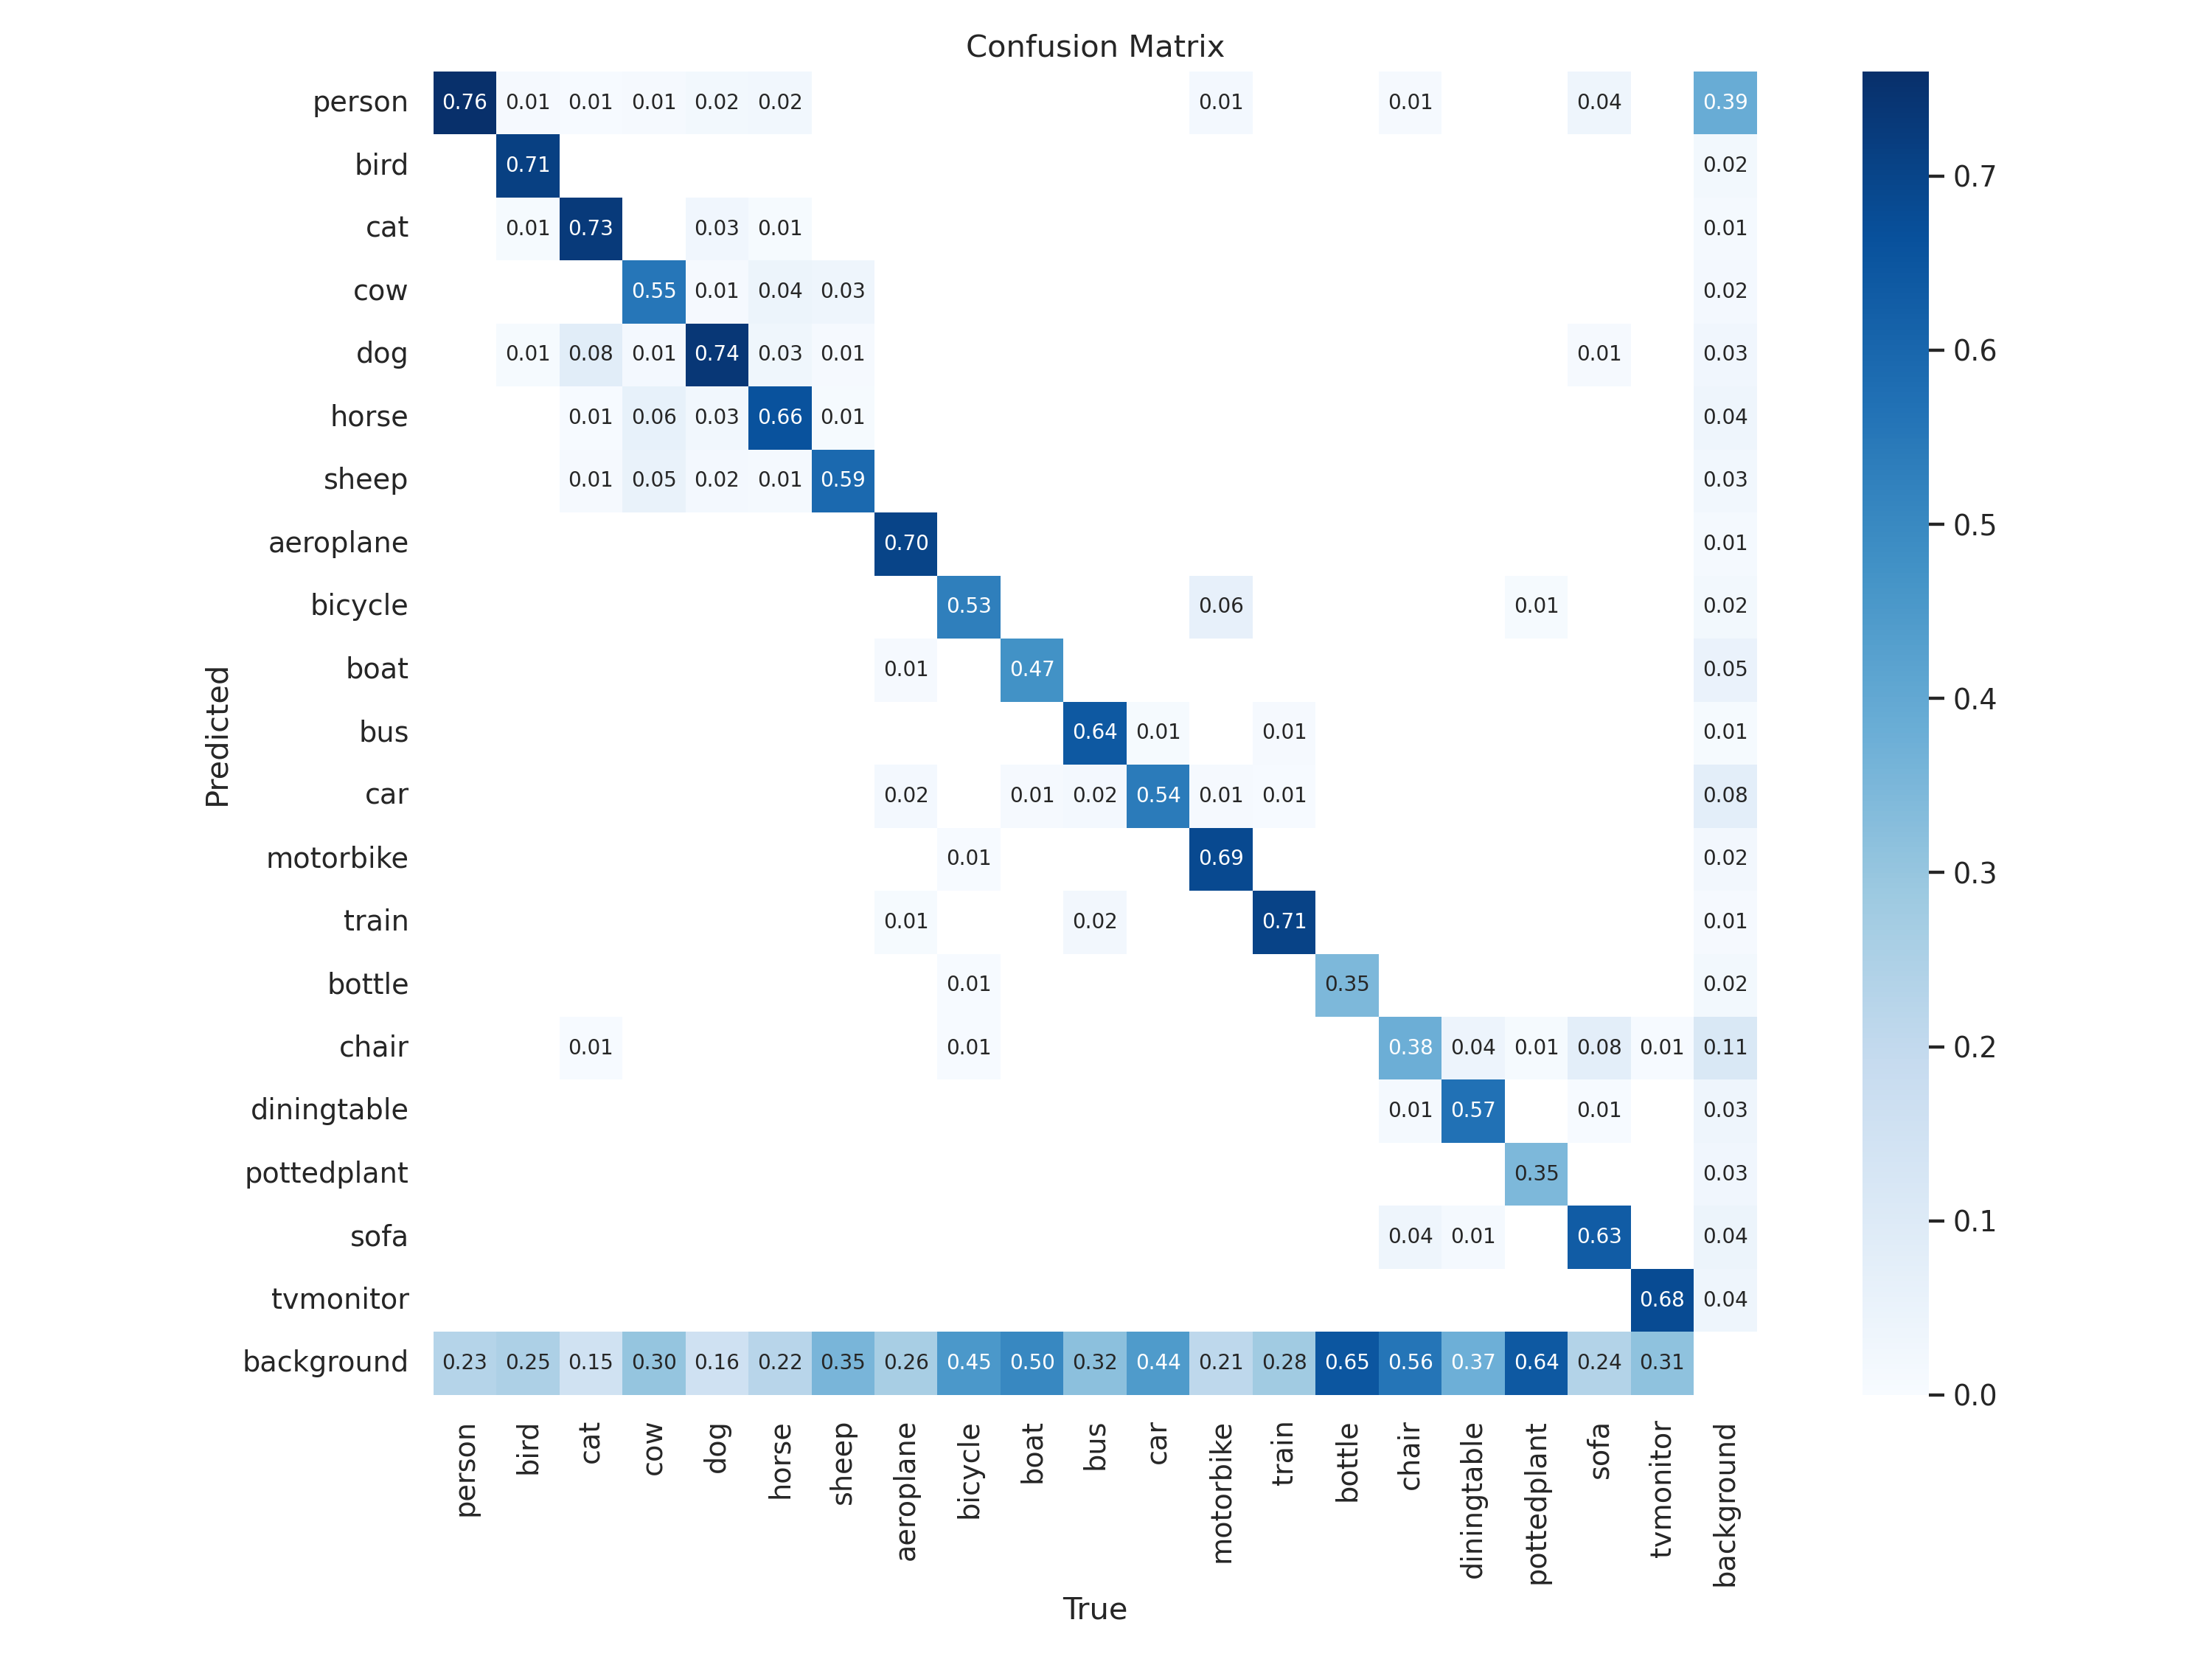 Confusion Matrix
person 0.76 0.01 0.01 0.01 0.02 0.02 0.01 0.01 0.04 0.39
bird 0.71 0.02
cat 0.01 0.73 0.03 0.01 0.01
cow 0.55 0.01 0.04 0.03 0.02
dog 0.01 0.08 0.01 0.74 0.03 0.01 0.01 0.03
horse 0.01 0.06 0.03 0.66 0.01 0.04
sheep 0.01 0.05 0.02 0.01 0.59 0.03
aeroplane 0.70 0.01
bicycle 0.53 0.06 0.01 0.02
boat 0.01 0.47 0.05
bus 0.64 0.01 0.01 0.01
car 0.02 0.01 0.02 0.54 0.01 0.01 0.08
motorbike 0.01 0.69 0.02
train 0.01 0.02 0.71 0.01
bottle 0.01 0.35 0.02
chair 0.01 0.01 0.38 0.04 0.01 0.08 0.01 0.11
diningtable 0.01 0.57 0.01 0.03
pottedplant 0.35 0.03
sofa 0.04 0.01 0.63 0.04
tvmonitor 0.68 0.04
background 0.23 0.25 0.15 0.30 0.16 0.22 0.35 0.26 0.45 0.50 0.32 0.44 0.21 0.28 0.65 0.56 0.37 0.64 0.24 0.31
Predicted
person bird cat cow dog horse sheep aeroplane bicycle boat bus car motorbike train bottle chair diningtable pottedplant sofa tvmonitor background
True
0.7
0.6
0.5
0.4
0.3
0.2
0.1
0.0